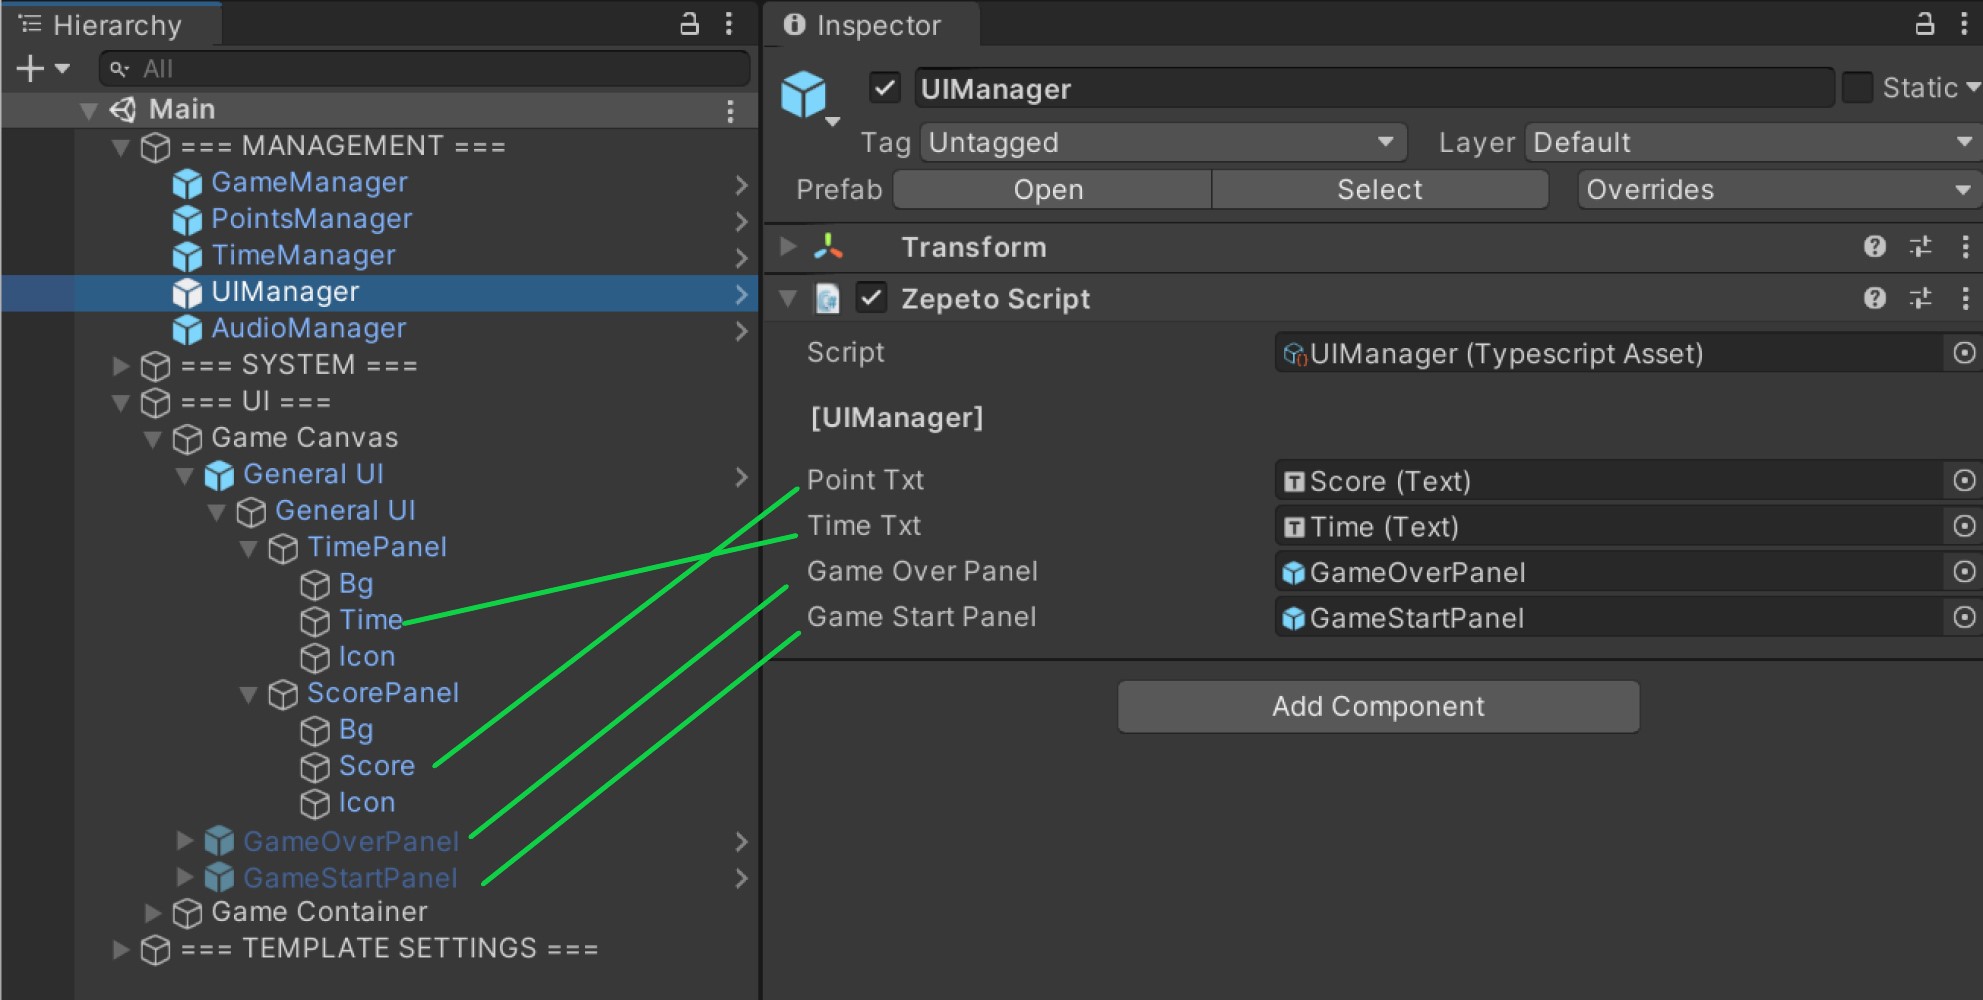 Hierarchy
All
Main
=== MANAGEMENT ===
GameManager
PointsManager
TimeManager
UIManager
AudioManager
=== SYSTEM ===
=== UI ===
Game Canvas
General UI
General UI
TimePanel
Bg
Time
Icon
ScorePanel
Bg
Score
Icon
GameOverPanel
GameStartPanel
Game Container
=== TEMPLATE SETTINGS ===
Inspector
UIManager Static
Tag Untagged Layer Default
Prefab Open Select Overrides
Transform
Zepeto Script
Script UIManager (Typescript Asset)
[UIManager]
Point Txt Score (Text)
Time Txt Time (Text)
Game Over Panel GameOverPanel
Game Start Panel GameStartPanel
Add Component